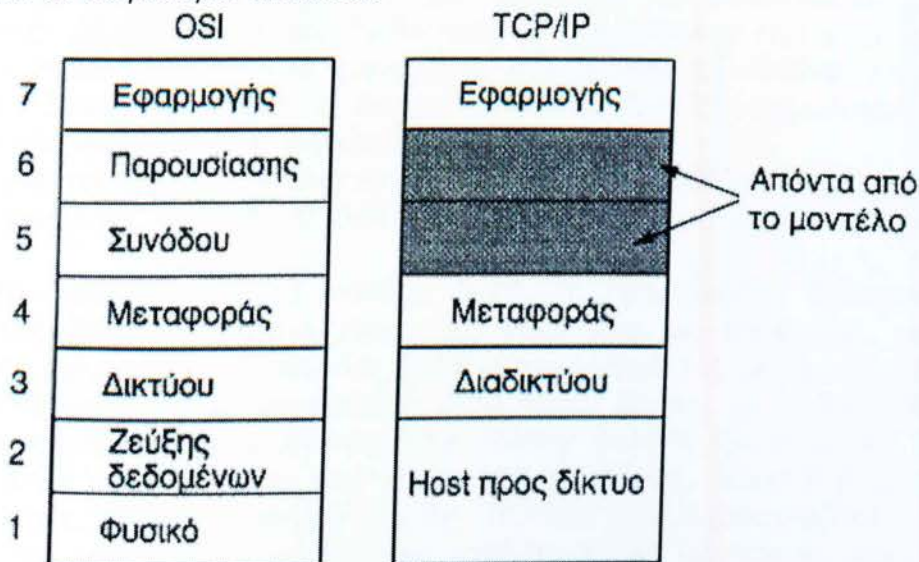 OSI
TCP/IP
7 Εφαρμογής Εφαρμογής
6 Παρουσίασης
5 Συνόδου
Απόντα από
το μοντέλο
4 Μεταφοράς Μεταφοράς
3 Δικτύου Διαδικτύου
2 Ζεύξης
δεδομένων
Host προς δίκτυο
1 Φυσικό